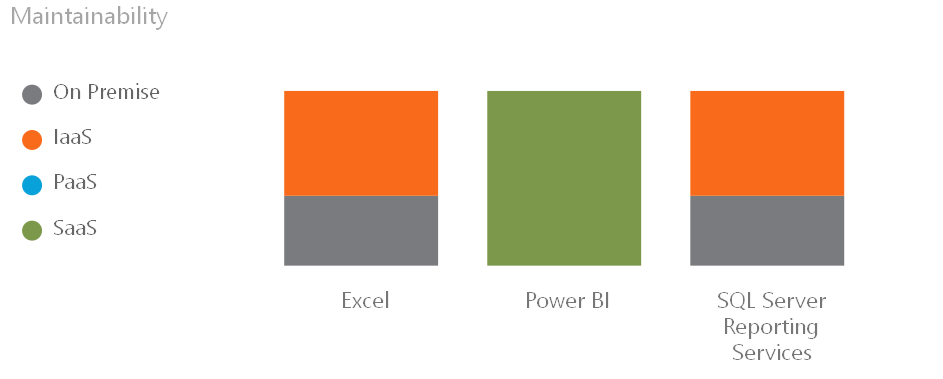 Maintainability
On Premise
IaaS
PaaS
SaaS
Excel
Power BI
SQL Server
Reporting
Services